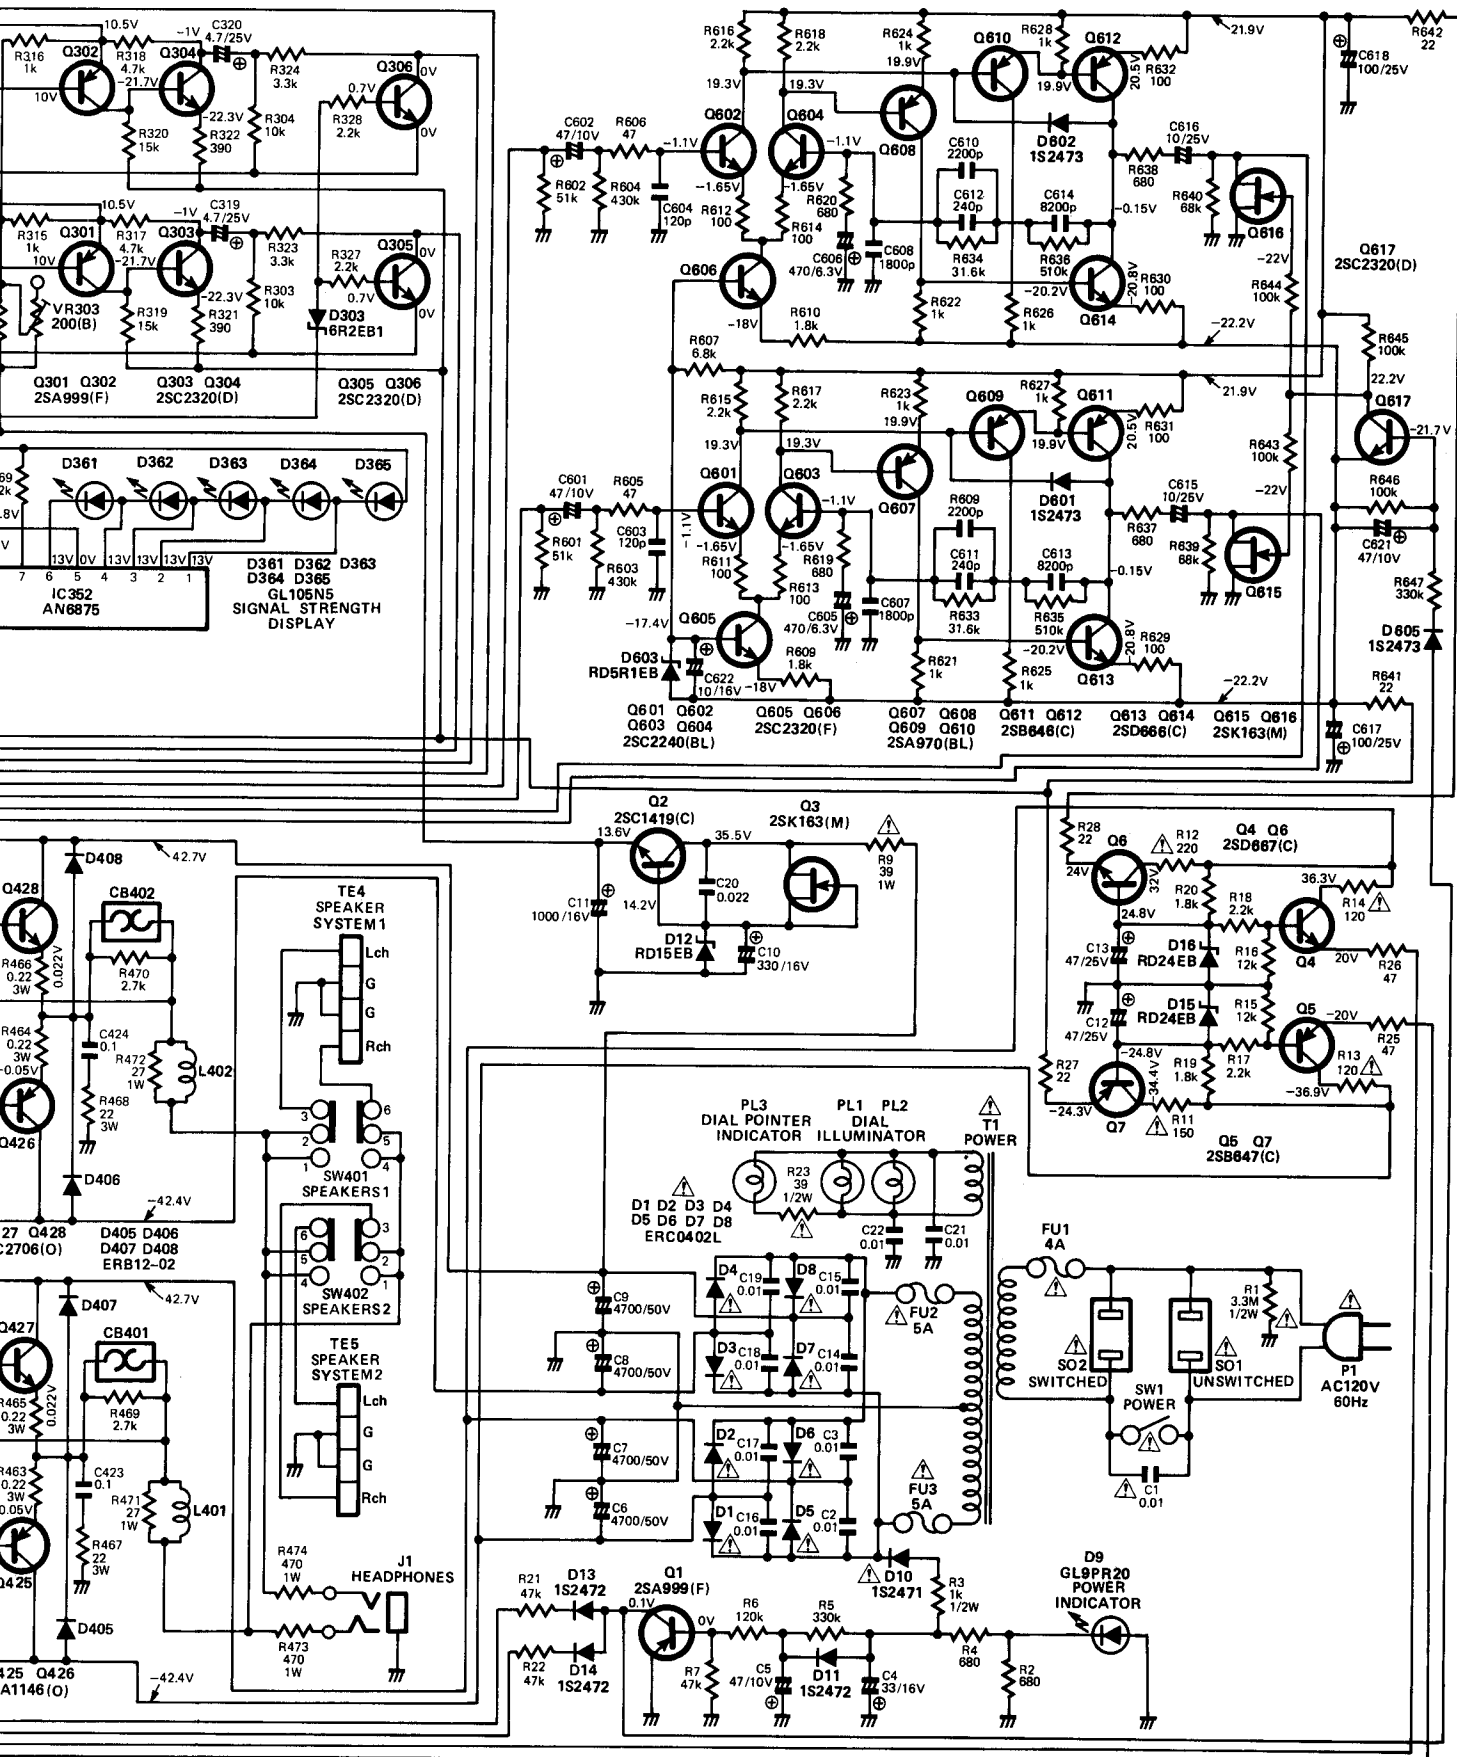 10.5V
−1V
C320
4.7/25V
R316
1k
Q302
R318
4.7k
−21.7V
Q304
R324
3.3k
Q306
0V
10V
−22.3V
R320
15k
R322
390
R304
10k
0.7V
R328
2.2k
0V
10.5V
−1V
C319
4.7/25V
R315
1k
Q301
R317
4.7k
−21.7V
Q303
R323
3.3k
R327
2.2k
Q305
0V
10V
−22.3V
VR303
200(B)
R319
15k
R321
390
R303
10k
0.7V
D303
6R2EB1
0V
Q301 Q302
2SA999(F)
Q303 Q304
2SC2320(D)
Q305 Q306
2SC2320(D)
D361
D362
D363
D364
D365
13V
0V
13V
13V
13V
13V
7
6
5
4
3
2
1
IC352
AN6875
D361 D362 D363
D364 D365
GL105N5
SIGNAL STRENGTH
DISPLAY
R616
2.2k
R618
2.2k
R624
1k
19.9V
Q610
R628
1k
Q612
20.5V
R632
100
21.9V
C618
100/25V
R642
22
19.3V
19.3V
19.9V
C602
47/10V
R606
47
Q602
−1.1V
Q604
−1.1V
Q608
C610
2200p
D602
1S2473
C616
10/25V
R602
51k
R604
430k
C604
120p
−1.65V
−1.65V
R612
100
R614
100
R620
680
C606
470/6.3V
C608
1800p
C612
240p
C614
8200p
R638
680
R640
68k
Q616
−0.15V
R634
31.6k
R636
510k
−22V
Q617
2SC2320(D)
Q606
−18V
−20.2V
−20.8V
R630
100
R644
100k
R622
1k
R626
1k
Q614
R610
1.8k
−22.2V
R645
100k
R607
6.8k
R615
2.2k
R617
2.2k
R623
1k
19.9V
Q609
R627
1k
Q611
20.5V
R631
100
21.9V
22.2V
Q617
−21.7V
19.3V
19.3V
19.9V
R643
100k
C601
47/10V
R605
47
Q601
−1.1V
Q603
−1.1V
Q607
R609
2200p
D601
1S2473
C615
10/25V
−22V
R646
100k
R601
51k
R603
430k
C603
120p
−1.65V
−1.65V
R611
100
R613
100
R619
680
C605
470/6.3V
C607
1800p
C611
240p
C613
8200p
R637
680
R639
68k
Q615
C621
47/10V
−0.15V
R633
31.6k
R635
510k
R647
330k
−17.4V
Q605
−20.2V
−20.8V
R629
100
D605
1S2473
D603
RD5R1EB
C622
10/16V
−18V
R609
1.8k
R621
1k
R625
1k
Q613
−22.2V
R641
22
C617
100/25V
Q601 Q602
Q603 Q604
2SC2240(BL)
Q605 Q606
2SC2320(F)
Q607 Q608
Q609 Q610
2SA970(BL)
Q611 Q612
2SB646(C)
Q613 Q614
2SD666(C)
Q615 Q616
2SK163(M)
42.7V
D408
Q428
CB402
R466
0.22
3W
0.022V
R470
2.7k
R464
0.22
3W
−0.05V
C424
0.1
R472
27
1W
L402
R468
22
3W
Q426
D406
−42.4V
27 Q428
C2706(O)
D405 D406
D407 D408
ERB12-02
TE4
SPEAKER
SYSTEM1
Lch
G
G
Rch
3
6
2
5
1
4
SW401
SPEAKERS1
6
3
5
2
4
1
SW402
SPEAKERS2
TE5
SPEAKER
SYSTEM2
Lch
G
G
Rch
42.7V
D407
Q427
CB401
R465
0.22
3W
0.022V
R469
2.7k
R463
0.22
3W
0.05V
C423
0.1
R471
27
1W
L401
R467
22
3W
Q425
D405
425 Q426
A1146(O)
−42.4V
R474
470
1W
R473
470
1W
J1
HEADPHONES
Q2
2SC1419(C)
13.6V
35.5V
Q3
2SK163(M)
R9
39
1W
C11
1000/16V
14.2V
C20
0.022
D12
RD15EB
C10
330/16V
R28
22
Q6
24V
R12
220
32V
Q4 Q6
2SD667(C)
R20
1.8k
R18
2.2k
36.3V
R14
120
24.8V
C13
47/25V
D16
RD24EB
R16
12k
Q4
20V
R26
47
C12
47/25V
D15
RD24EB
R15
12k
Q5
−20V
R25
47
−24.8V
R27
22
−34.4V
R19
1.8k
R17
2.2k
R13
120
−36.9V
−24.3V
Q7
R11
150
Q5 Q7
2SB647(C)
PL3
DIAL POINTER
INDICATOR
PL1 PL2
DIAL
ILLUMINATOR
T1
POWER
R23
39
1/2W
D1 D2 D3 D4
D5 D6 D7 D8
ERC0402L
C22
0.01
C21
0.01
FU1
4A
D4
C19
0.01
D8
C15
0.01
FU2
5A
C9
4700/50V
C8
4700/50V
D3
C18
0.01
D7
C14
0.01
C7
4700/50V
C6
4700/50V
D2
C17
0.01
D6
C3
0.01
D1
C16
0.01
D5
C2
0.01
FU3
5A
R1
3.3M
1/2W
SO2
SWITCHED
SO1
UNSWITCHED
SW1
POWER
C1
0.01
P1
AC120V
60Hz
D10
1S2471
R21
47k
D13
1S2472
R22
47k
D14
1S2472
Q1
2SA999(F)
0.1V
0V
R6
120k
R5
330k
R3
1k
1/2W
R7
47k
C5
47/10V
D11
1S2472
C4
33/16V
R4
680
R2
680
D9
GL9PR20
POWER
INDICATOR